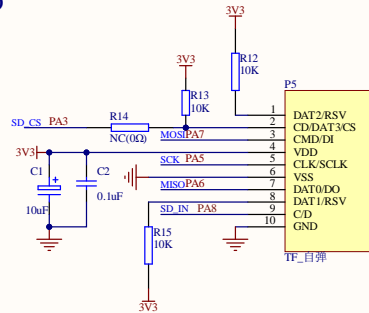 3V3
R12
10K
3V3
R13
10K
P5
SD_CS PA3
R14
NC(0Ω)
1 DAT2/RSV
2 CD/DAT3/CS
MOSI PA7 3 CMD/DI
3V3 4 VDD
SCK PA5 5 CLK/SCLK
6 VSS
MISO PA6 7 DAT0/DO
8 DAT1/RSV
SD_IN PA8 9 C/D
10 GND
C1
+
10uF
C2
0.1uF
R15
10K
TF_自弹
3V3